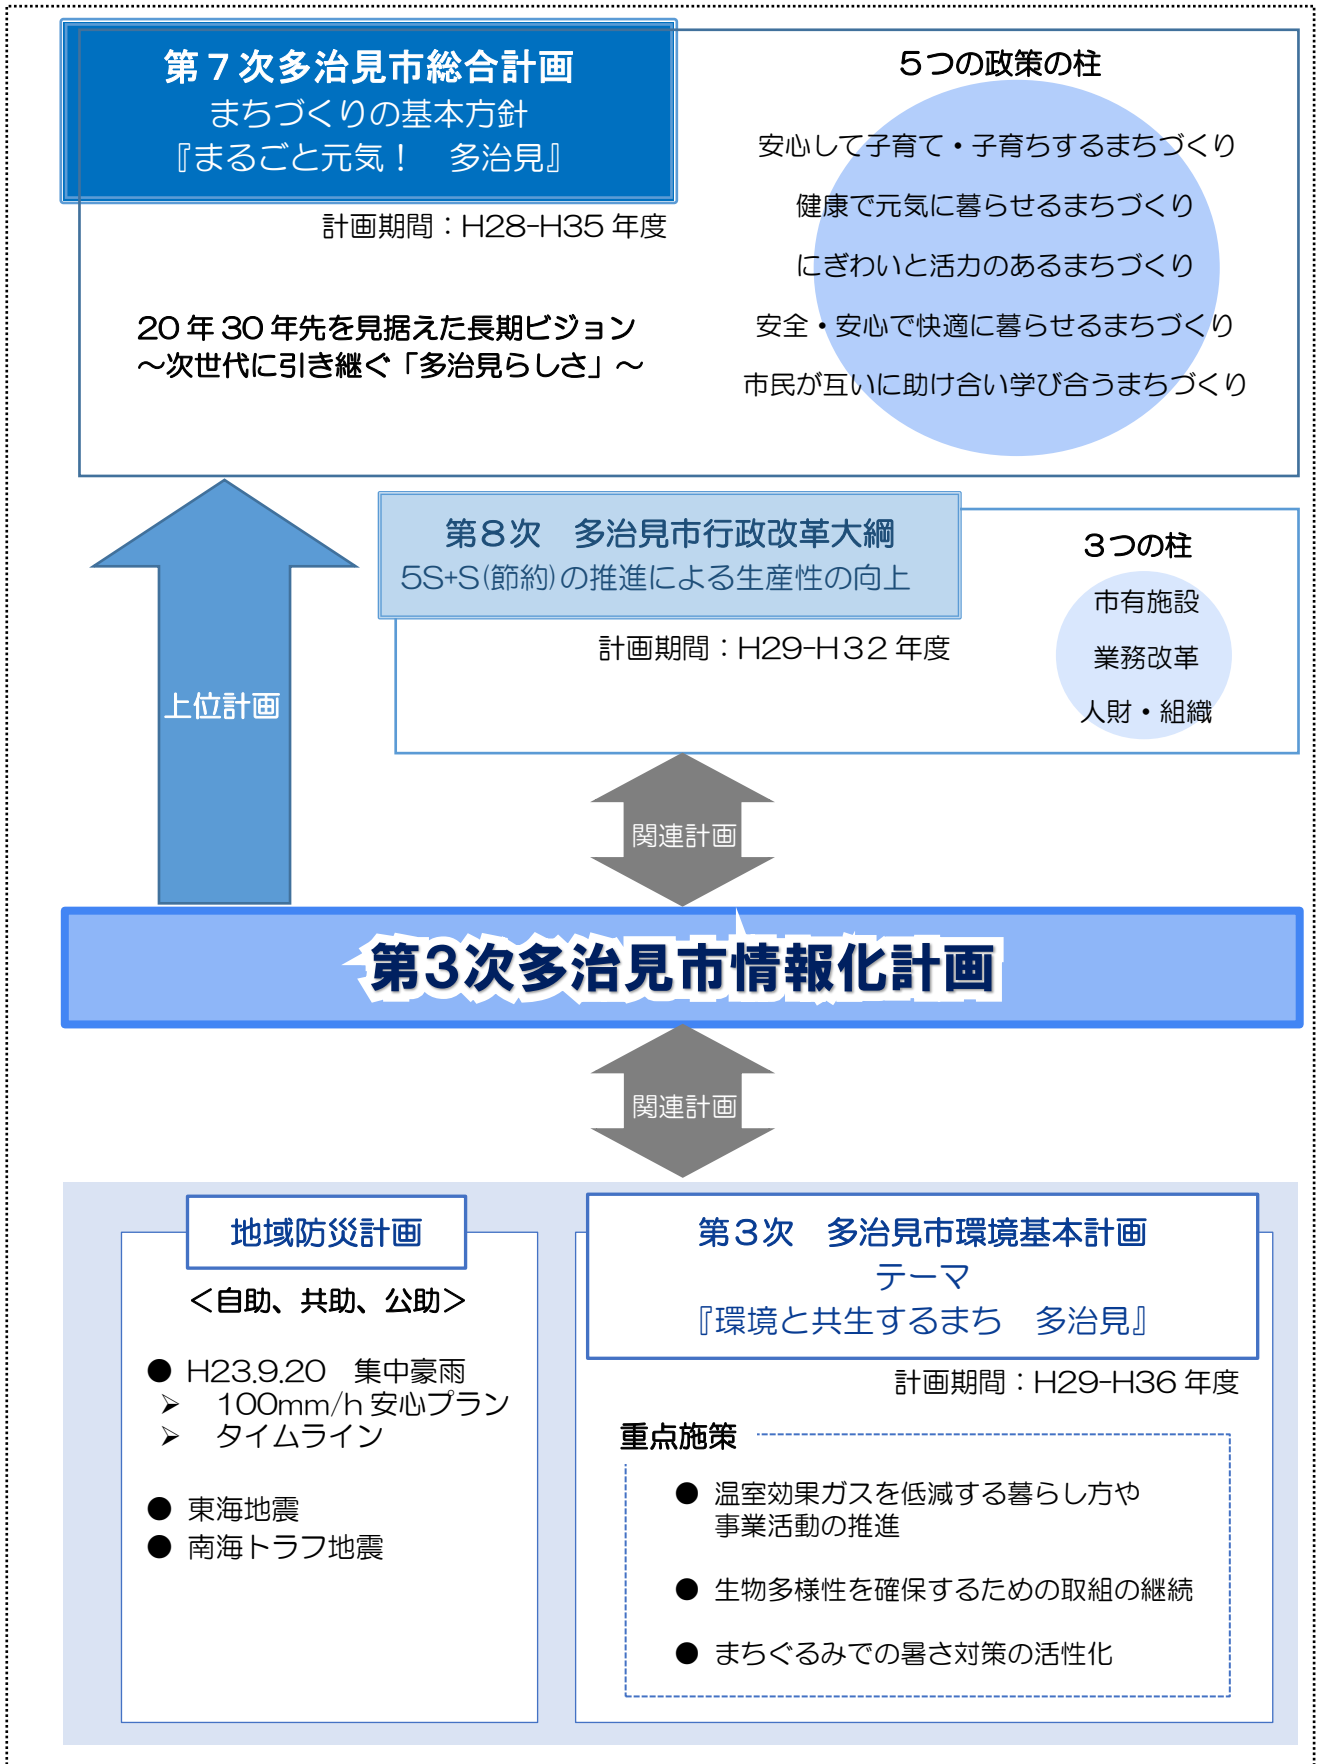 第７次多治見市総合計画
まちづくりの基本方針
『まるごと元気！　多治見』
計画期間：H28-H35 年度
20 年 30 年先を見据えた長期ビジョン
～次世代に引き継ぐ「多治見らしさ」～
５つの政策の柱
安心して子育て・子育ちするまちづくり
健康で元気に暮らせるまちづくり
にぎわいと活力のあるまちづくり
安全・安心で快適に暮らせるまちづくり
市民が互いに助け合い学び合うまちづくり
上位計画
第８次　多治見市行政改革大綱
5S+S(節約)の推進による生産性の向上
計画期間：H29-H３２ 年度
３つの柱
市有施設
業務改革
人財・組織
関連計画
第3次多治見市情報化計画
関連計画
地域防災計画
＜自助、共助、公助＞
● H23.9.20　集中豪雨
➢ 100mm/h 安心プラン
➢ タイムライン
● 東海地震
● 南海トラフ地震
第３次　多治見市環境基本計画
テーマ
『環境と共生するまち　多治見』
計画期間：H29-H36 年度
重点施策
● 温室効果ガスを低減する暮らし方や
事業活動の推進
● 生物多様性を確保するための取組の継続
● まちぐるみでの暑さ対策の活性化